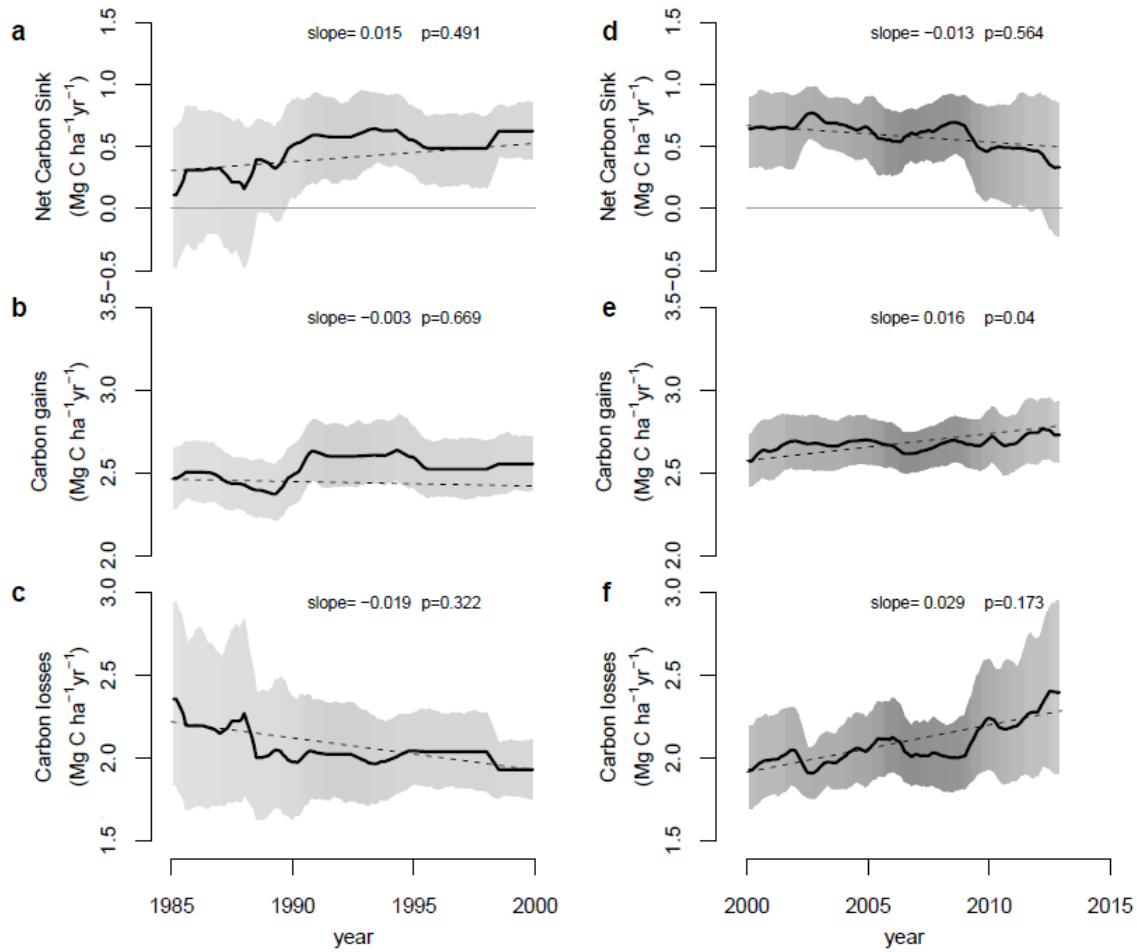 a
slope= 0.015 p=0.491
Net Carbon Sink
(Mg C ha⁻¹yr⁻¹)
1.5
1.0
0.5
0.0
−0.5
b
slope= −0.003 p=0.669
Carbon gains
(Mg C ha⁻¹yr⁻¹)
3.5
3.0
2.5
2.0
c
slope= −0.019 p=0.322
Carbon losses
(Mg C ha⁻¹yr⁻¹)
3.0
2.5
2.0
1.5
1985 1990 1995 2000
year
d
slope= −0.013 p=0.564
Net Carbon Sink
(Mg C ha⁻¹yr⁻¹)
1.5
1.0
0.5
0.0
−0.5
e
slope= 0.016 p=0.04
Carbon gains
(Mg C ha⁻¹yr⁻¹)
3.5
3.0
2.5
2.0
f
slope= 0.029 p=0.173
Carbon losses
(Mg C ha⁻¹yr⁻¹)
3.0
2.5
2.0
1.5
2000 2005 2010 2015
year